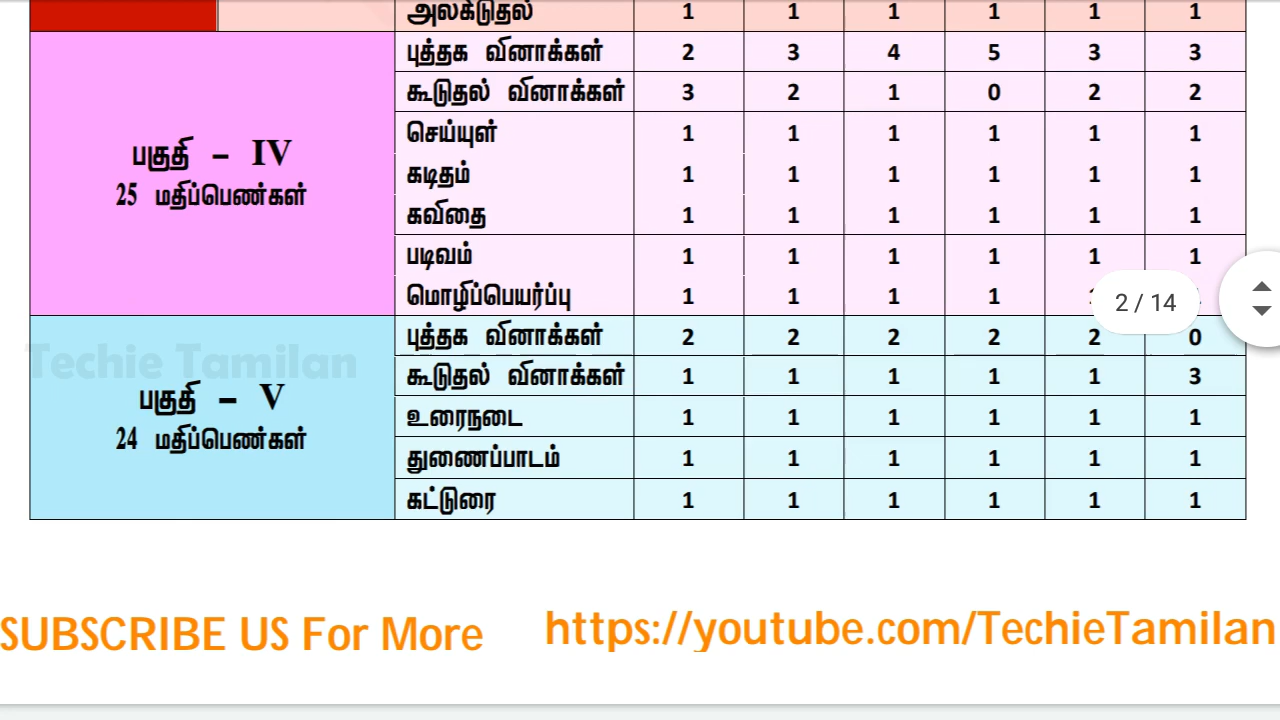 அலகிடுதல் 1 1 1 1 1 1
புத்தக வினாக்கள் 2 3 4 5 3 3
கூடுதல் வினாக்கள் 3 2 1 0 2 2
செய்யுள் 1 1 1 1 1 1
பகுதி – IV
கடிதம் 1 1 1 1 1 1
25 மதிப்பெண்கள்
கவிதை 1 1 1 1 1 1
படிவம் 1 1 1 1 1 1
மொழிப்பெயர்ப்பு 1 1 1 1
2 / 14
புத்தக வினாக்கள் 2 2 2 2 2 0
Techie Tamilan
கூடுதல் வினாக்கள் 1 1 1 1 1 3
பகுதி – V
உரைநடை 1 1 1 1 1 1
24 மதிப்பெண்கள்
துணைப்பாடம் 1 1 1 1 1 1
கட்டுரை 1 1 1 1 1 1
SUBSCRIBE US For More https://youtube.com/TechieTamilan